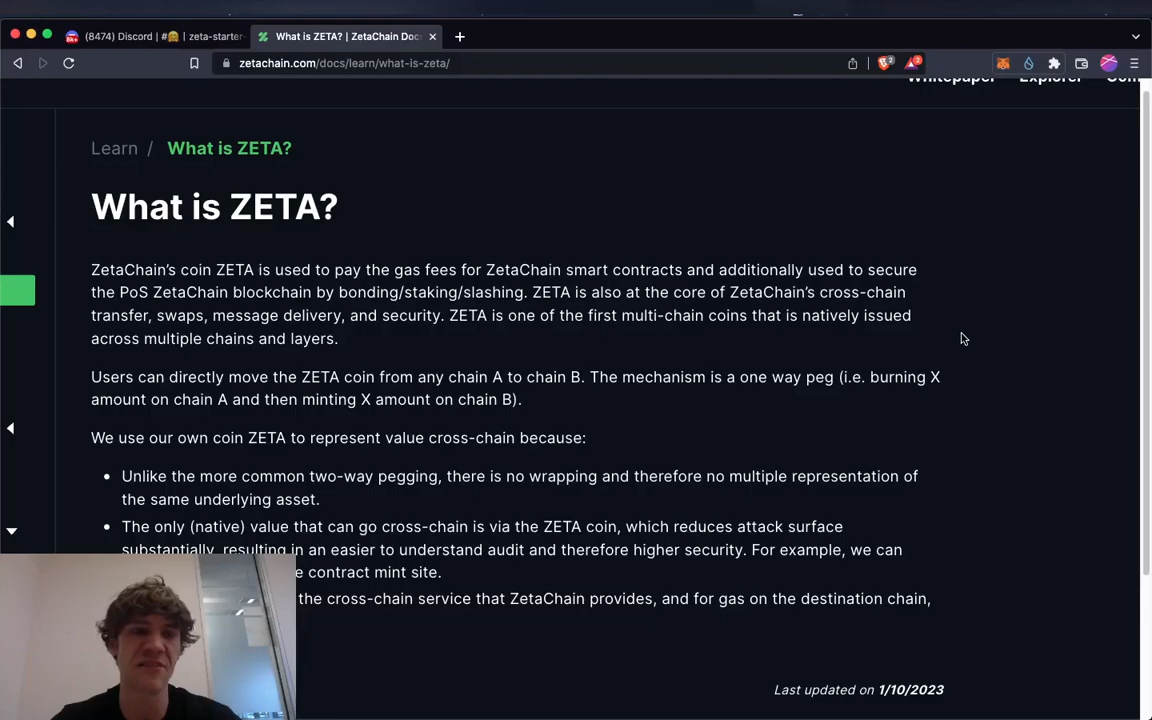 (8474) Discord | #🤗 | zeta-starter-
What is ZETA? | ZetaChain Doc
zetachain.com/docs/learn/what-is-zeta/
2
2
Whitepaper Explorer Com
Learn / What is ZETA?
What is ZETA?
ZetaChain's coin ZETA is used to pay the gas fees for ZetaChain smart contracts and additionally used to secure
the PoS ZetaChain blockchain by bonding/staking/slashing. ZETA is also at the core of ZetaChain's cross-chain
transfer, swaps, message delivery, and security. ZETA is one of the first multi-chain coins that is natively issued
across multiple chains and layers.
Users can directly move the ZETA coin from any chain A to chain B. The mechanism is a one way peg (i.e. burning X
amount on chain A and then minting X amount on chain B).
We use our own coin ZETA to represent value cross-chain because:
• Unlike the more common two-way pegging, there is no wrapping and therefore no multiple representation of
the same underlying asset.
• The only (native) value that can go cross-chain is via the ZETA coin, which reduces attack surface
substantially, resulting in an easier to understand audit and therefore higher security. For example, we can
e contract mint site.
the cross-chain service that ZetaChain provides, and for gas on the destination chain,
Last updated on 1/10/2023